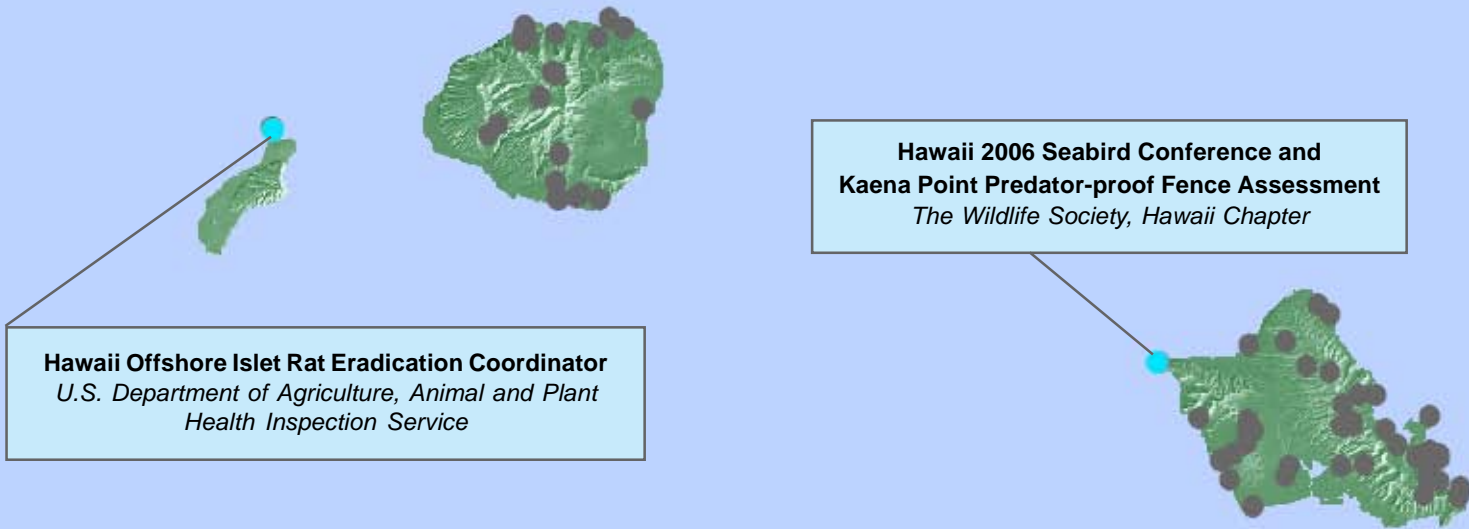 Hawaii 2006 Seabird Conference and
Kaena Point Predator-proof Fence Assessment
The Wildlife Society, Hawaii Chapter
Hawaii Offshore Islet Rat Eradication Coordinator
U.S. Department of Agriculture, Animal and Plant
Health Inspection Service